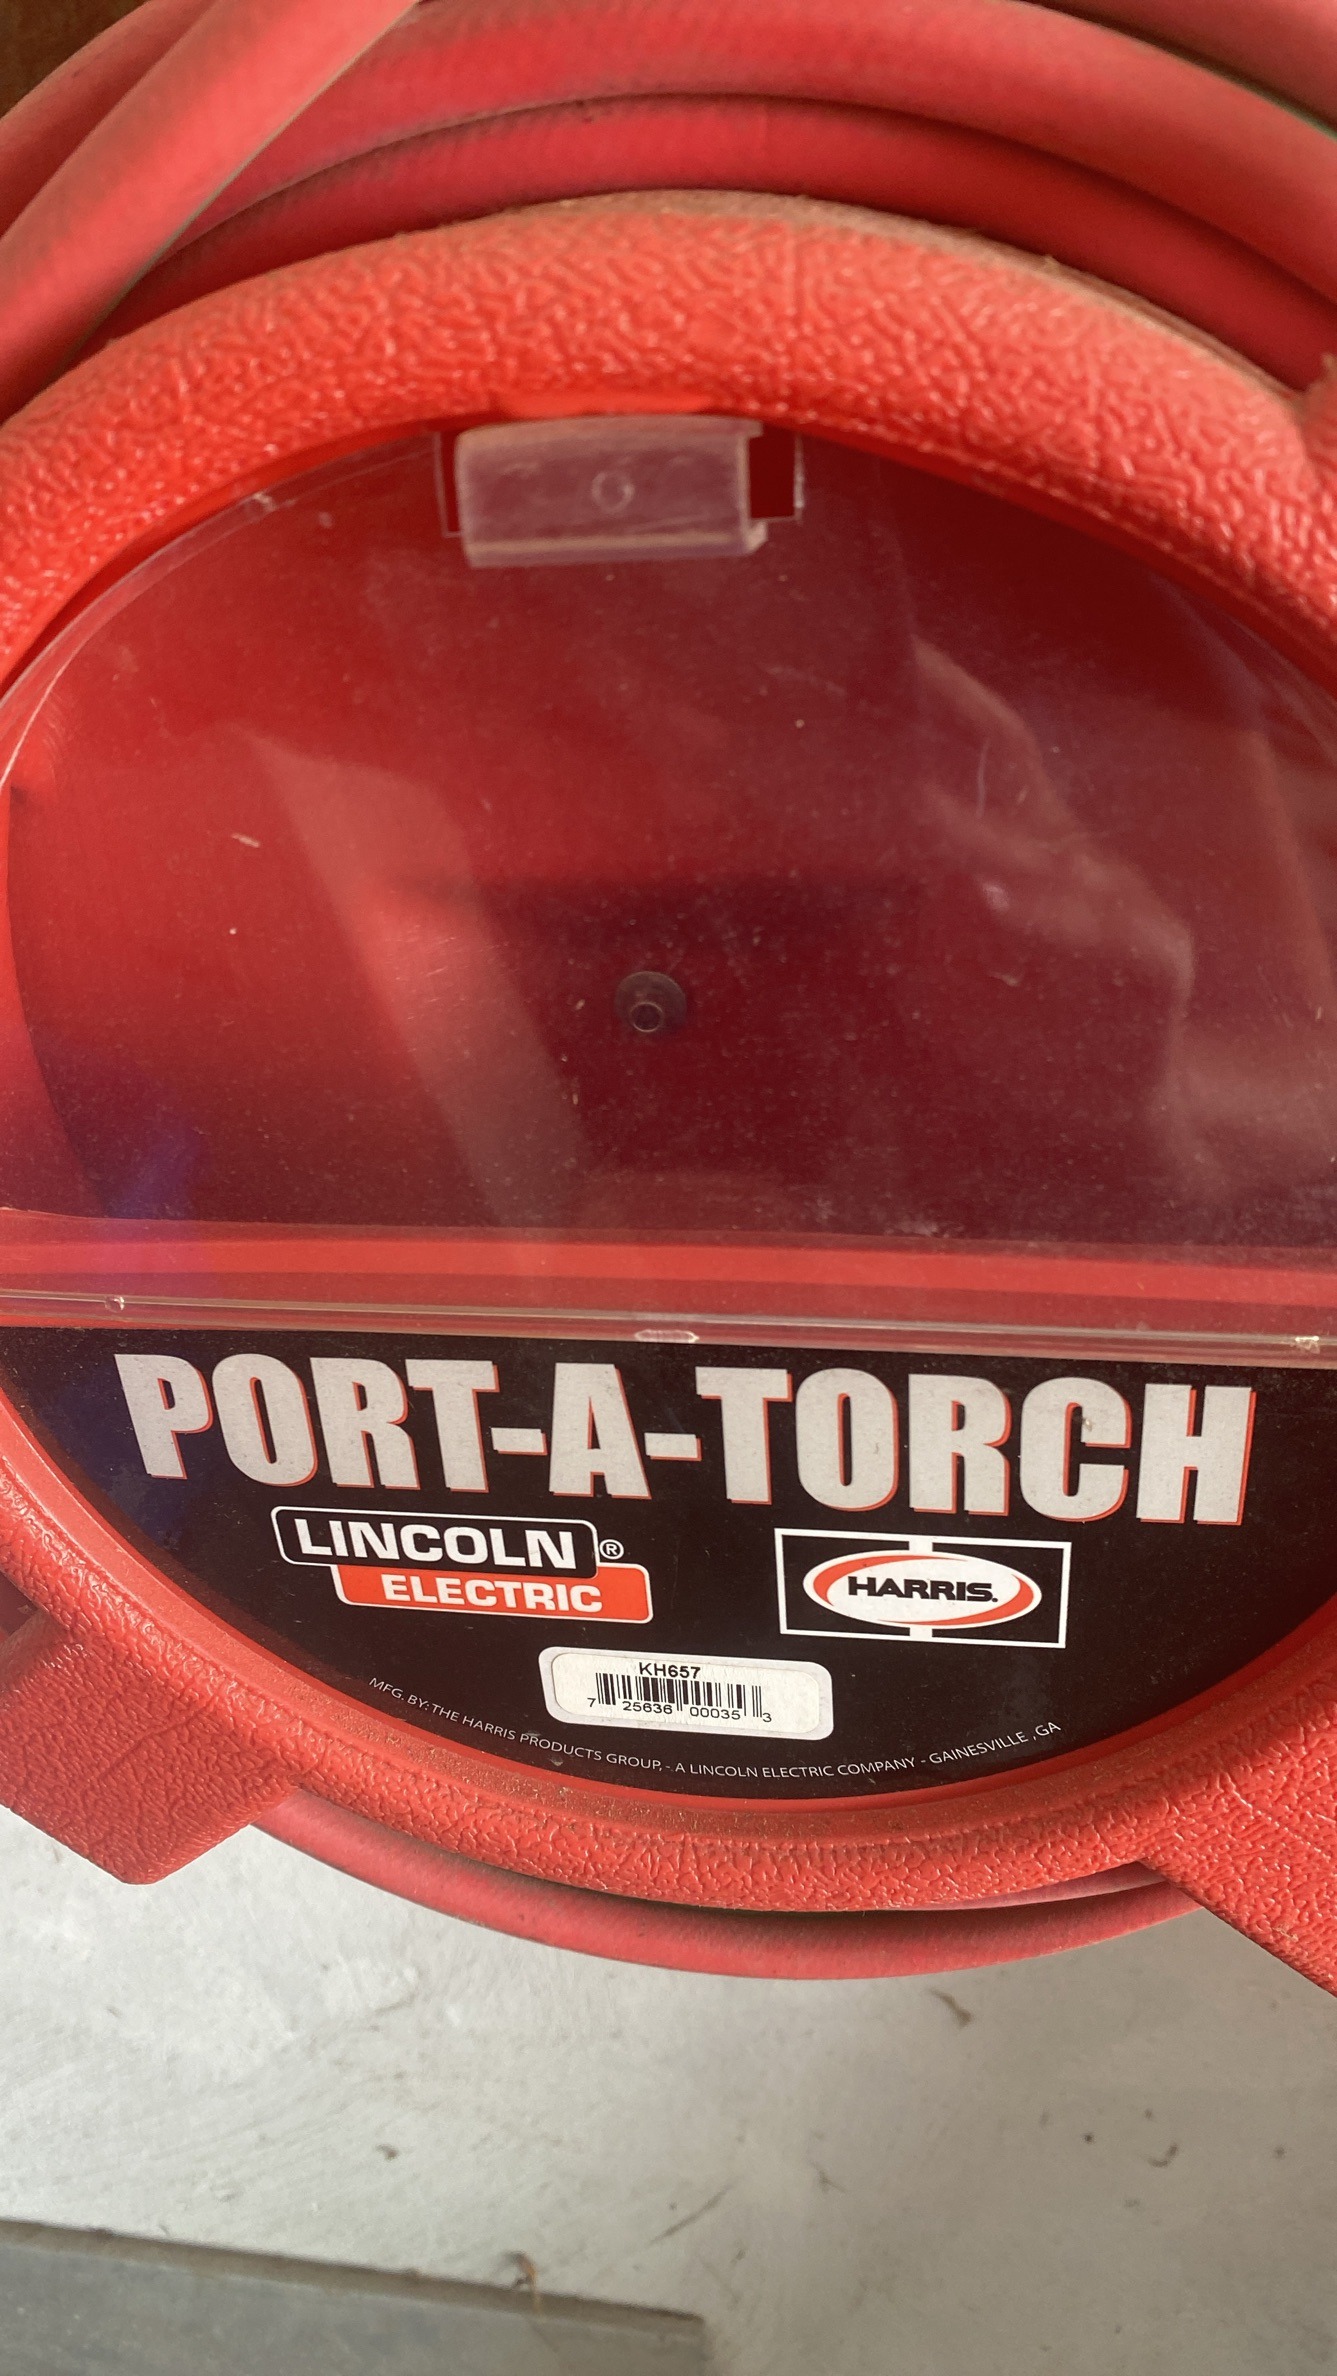 PORT-A-TORCH
LINCOLN®
ELECTRIC
HARRIS.
KH657
7 25636 00035 3
MFG. BY: THE HARRIS PRODUCTS GROUP, - A LINCOLN ELECTRIC COMPANY - GAINESVILLE , GA